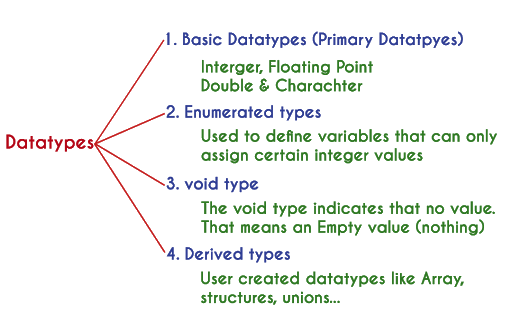 Datatypes
1. Basic Datatypes (Primary Datatpyes)
Interger, Floating Point
Double & Charachter
2. Enumerated types
Used to define variables that can only
assign certain integer values
3. void type
The void type indicates that no value.
That means an Empty value (nothing)
4. Derived types
User created datatypes like Array,
structures, unions...